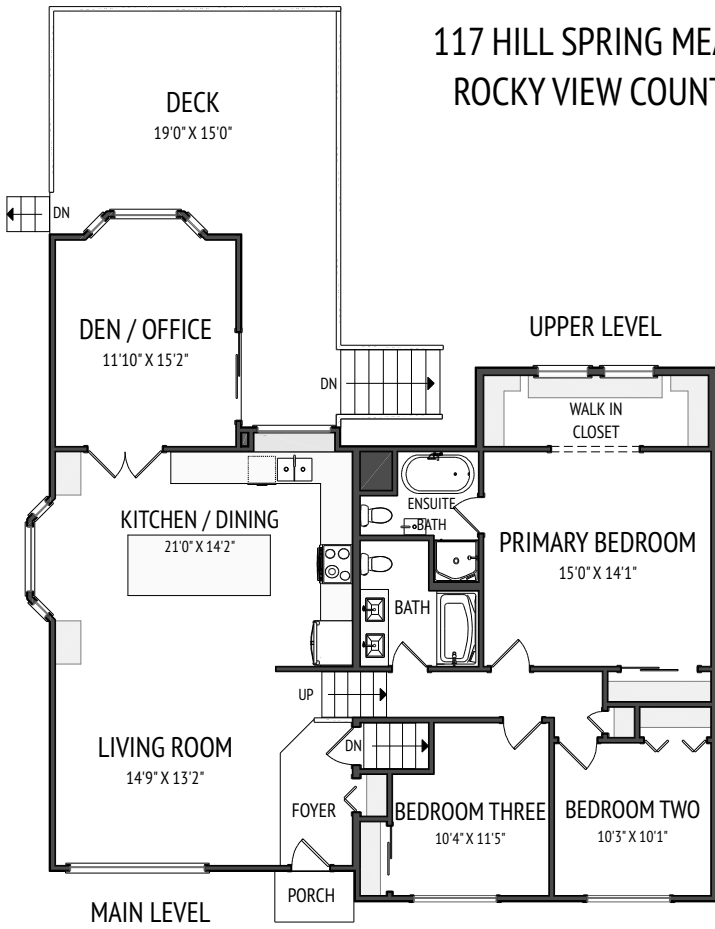 117 HILL SPRING MEA
ROCKY VIEW COUNT
DECK
19'0" X 15'0"
DN
DEN / OFFICE
11'10" X 15'2"
DN
UPPER LEVEL
WALK IN
CLOSET
KITCHEN / DINING
21'0" X 14'2"
ENSUITE
BATH
PRIMARY BEDROOM
15'0" X 14'1"
BATH
UP
LIVING ROOM
14'9" X 13'2"
DN
FOYER
BEDROOM THREE
10'4" X 11'5"
BEDROOM TWO
10'3" X 10'1"
PORCH
MAIN LEVEL